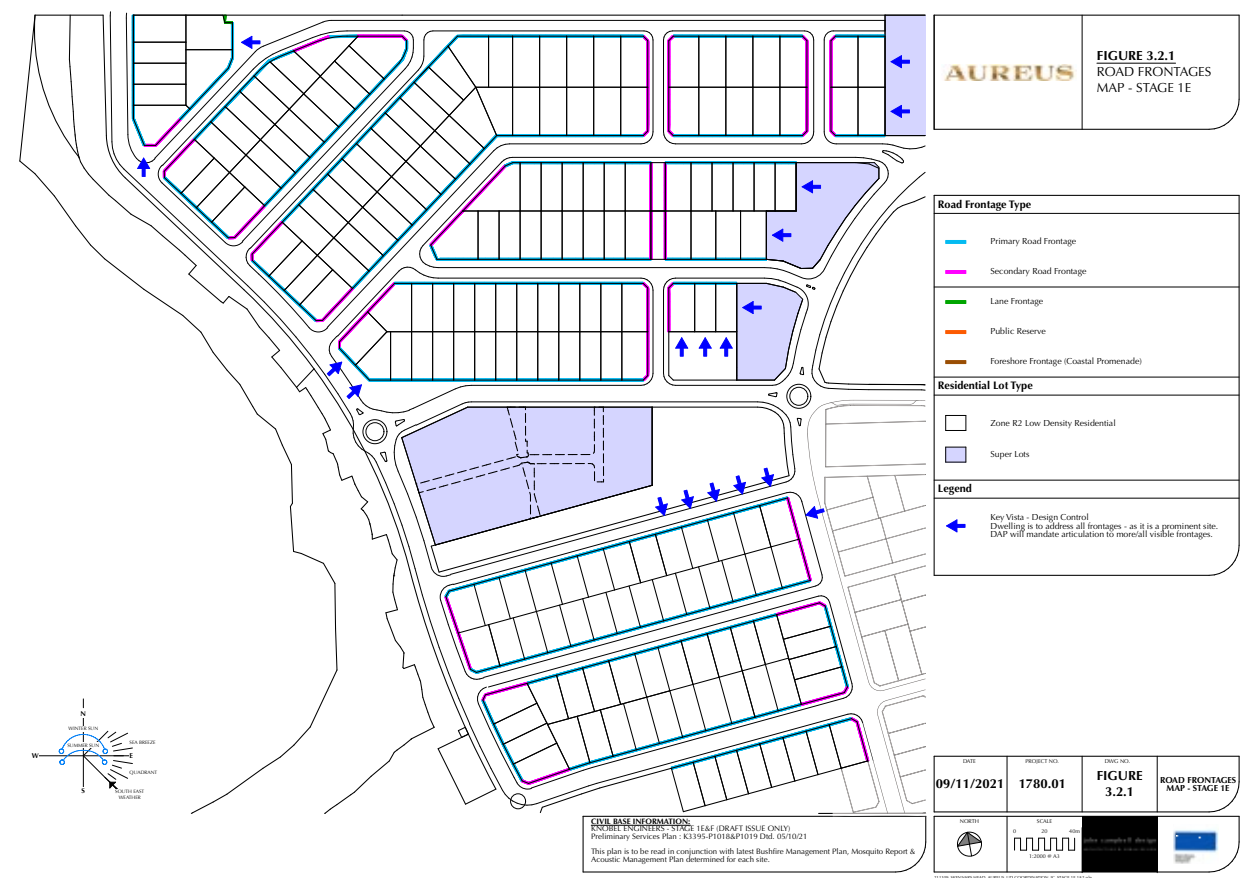 AUREUS
FIGURE 3.2.1
ROAD FRONTAGES
MAP - STAGE 1E
Road Frontage Type
Primary Road Frontage
Secondary Road Frontage
Lane Frontage
Public Reserve
Foreshore Frontage (Coastal Promenade)
Residential Lot Type
Zone R2 Low Density Residential
Super Lots
Legend
Key Vista - Design Control
Dwelling is to address all frontages - as it is a prominent site.
DAP will mandate articulation to more/all visible frontages.
N
WINTER SUN
SUMMER SUN
SEA BREEZE
W
E
QUADRANT
S
SOUTH EAST
WEATHER
CIVIL BASE INFORMATION:
KNOBEL ENGINEERS - STAGE 1E&F (DRAFT ISSUE ONLY)
Preliminary Services Plan : K3395-P1018&P1019 Dtd. 05/10/21
This plan is to be read in conjunction with latest Bushfire Management Plan, Mosquito Report &
Acoustic Management Plan determined for each site.
DATE
09/11/2021
PROJECT NO.
1780.01
DWG NO.
FIGURE
3.2.1
ROAD FRONTAGES
MAP - STAGE 1E
NORTH
SCALE
0 20 40m
1:2000 @ A3
john campbell design